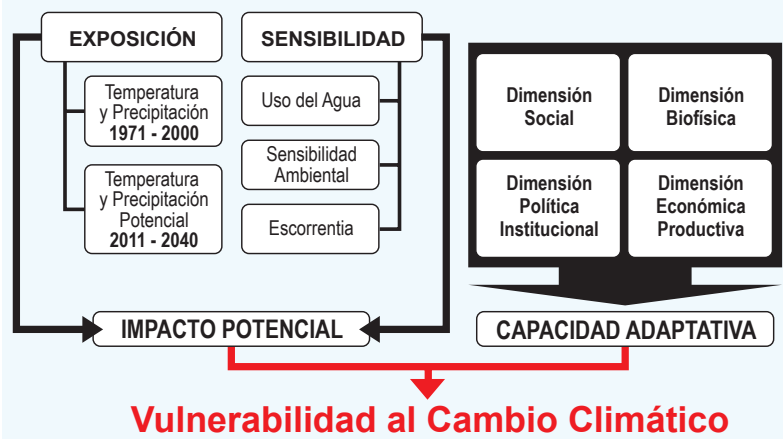 EXPOSICIÓN
Temperatura
y Precipitación
1971 - 2000
Temperatura
y Precipitación
Potencial
2011 - 2040
SENSIBILIDAD
Uso del Agua
Sensibilidad
Ambiental
Escorrentia
Dimensión
Social
Dimensión
Biofísica
Dimensión
Política
Institucional
Dimensión
Económica
Productiva
IMPACTO POTENCIAL
CAPACIDAD ADAPTATIVA
Vulnerabilidad al Cambio Climático